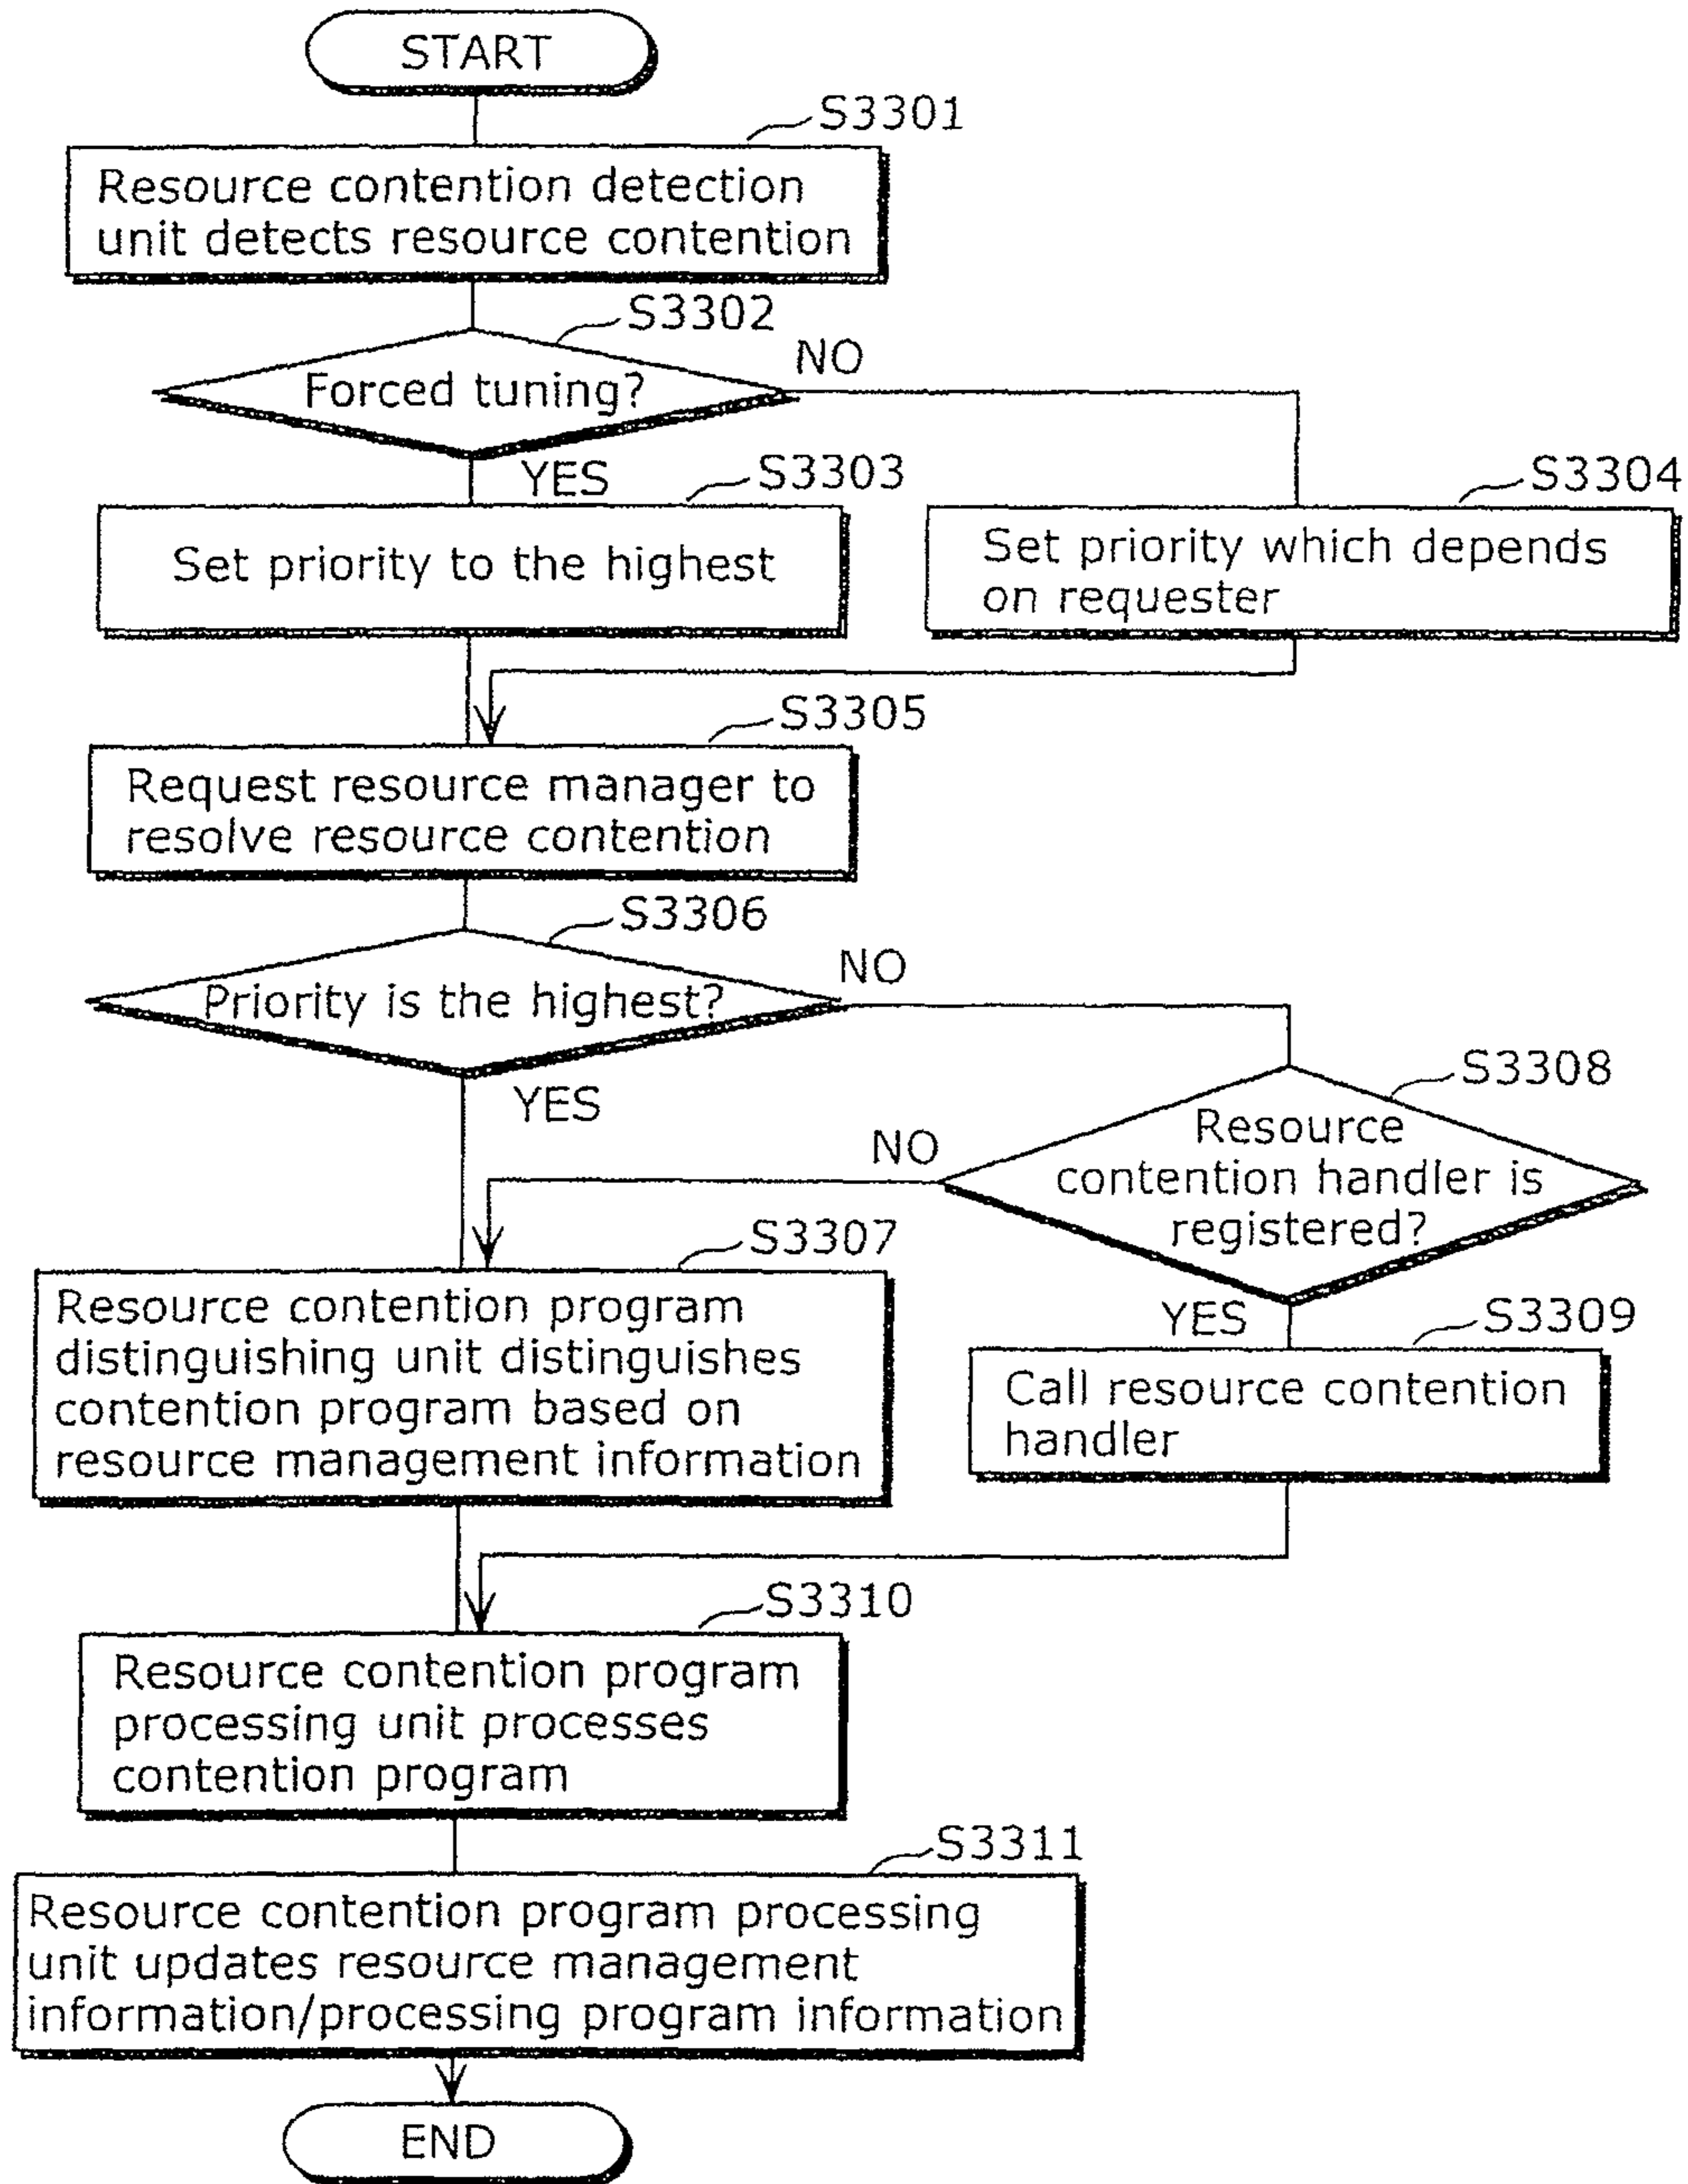 START
S3301
Resource contention detection
unit detects resource contention
S3302
Forced tuning?
NO
YES
S3303
Set priority to the highest
S3304
Set priority which depends
on requester
S3305
Request resource manager to
resolve resource contention
S3306
Priority is the highest?
NO
YES
S3308
Resource
contention handler is
registered?
NO
YES
S3307
Resource contention program
distinguishing unit distinguishes
contention program based on
resource management information
S3309
Call resource contention
handler
S3310
Resource contention program
processing unit processes
contention program
S3311
Resource contention program processing
unit updates resource management
information/processing program information
END